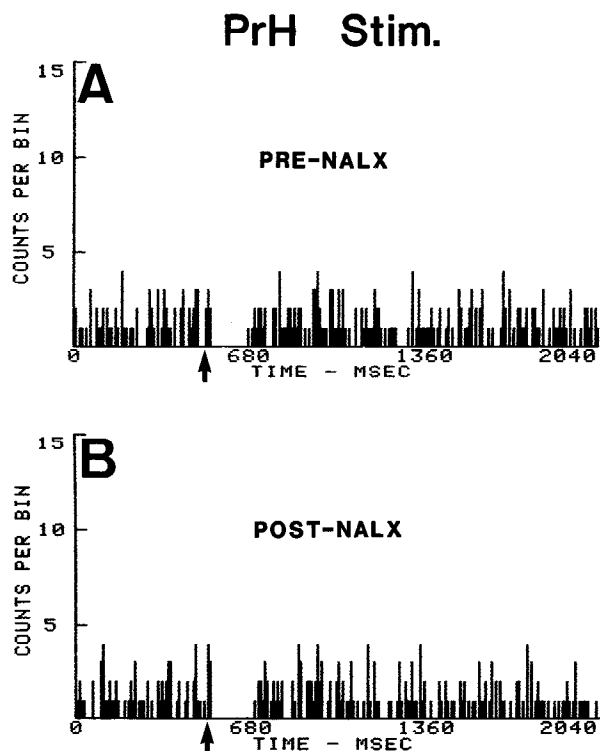 PrH Stim.
A
15
10
5
COUNTS PER BIN
PRE-NALX
0 680 1360 2040
TIME - MSEC
B
15
10
5
COUNTS PER BIN
POST-NALX
0 680 1360 2040
TIME - MSEC